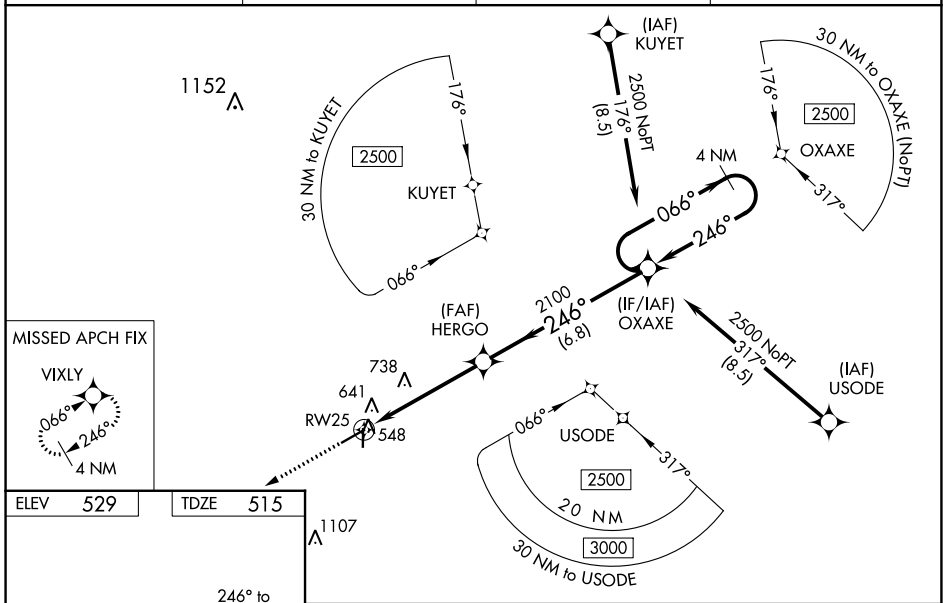 (IAF)
KUYET
2500 NoPT
176°
(8.5)
1152
30 NM to KUYET
176°
2500
KUYET
066°
30 NM to OXAXE (NoPT)
176°
2500
OXAXE
317°
4 NM
066°
246°
(IF/IAF)
OXAXE
2100
246°
(6.8)
(FAF)
HERGO
2500 NoPT
317°
(8.5)
(IAF)
USODE
738
641
RW25
548
MISSED APCH FIX
VIXLY
066°
246°
4 NM
066°
USODE
317°
2500
20 NM
3000
30 NM to USODE
ELEV 529
TDZE 515
1107
246° to